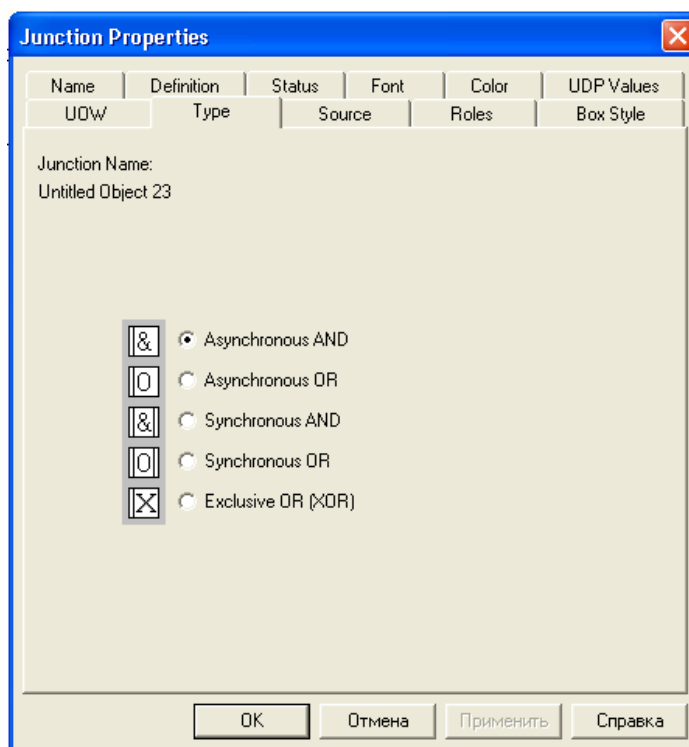 Junction Properties
Name Definition Status Font Color UDP Values
UOW Type Source Roles Box Style
Junction Name:
Untitled Object 23
& Asynchronous AND
O Asynchronous OR
& Synchronous AND
O Synchronous OR
X Exclusive OR (XOR)
OK Отмена Применить Справка